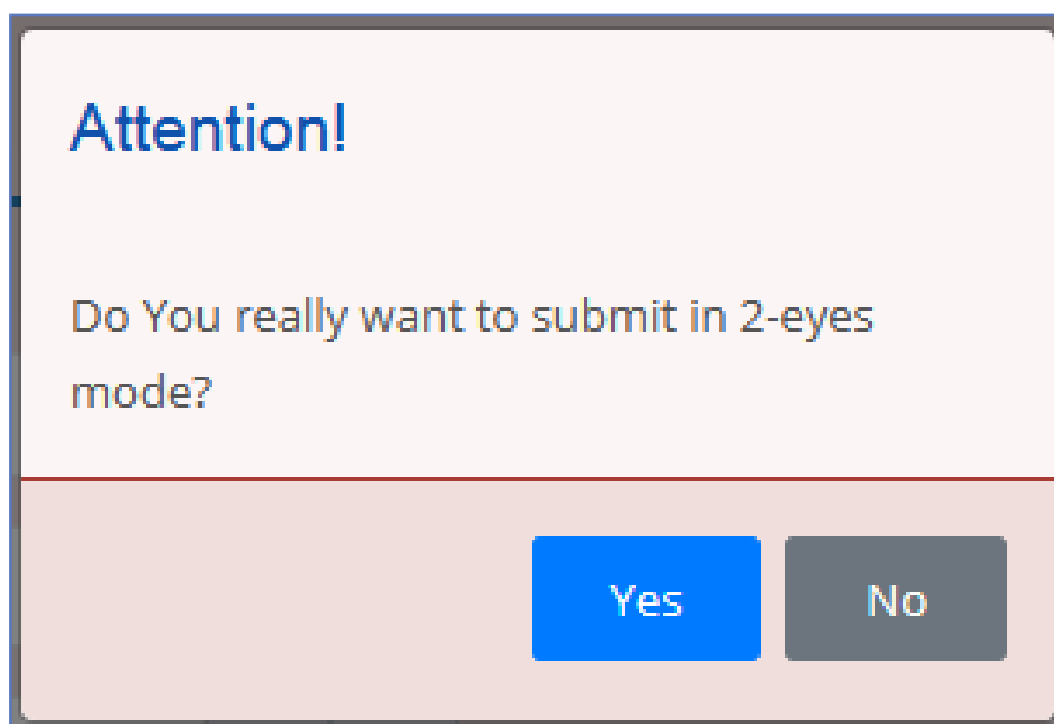 Attention!
Do You really want to submit in 2-eyes
mode?
Yes No